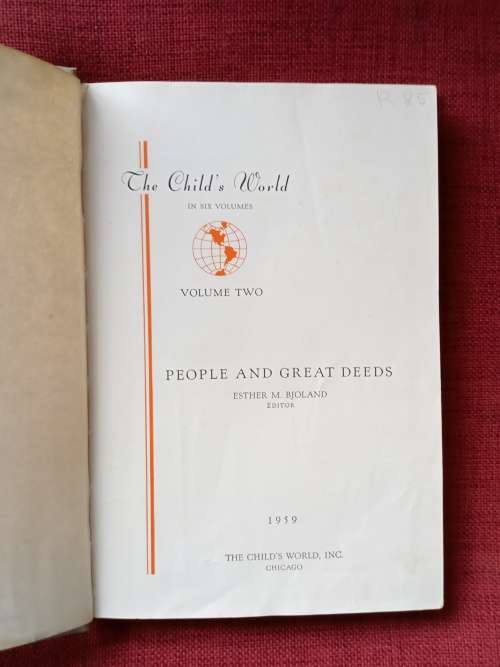 R 85
The Child's World
IN SIX VOLUMES
VOLUME TWO
PEOPLE AND GREAT DEEDS
ESTHER M. BJOLAND
EDITOR
1959
THE CHILD'S WORLD, INC.
CHICAGO